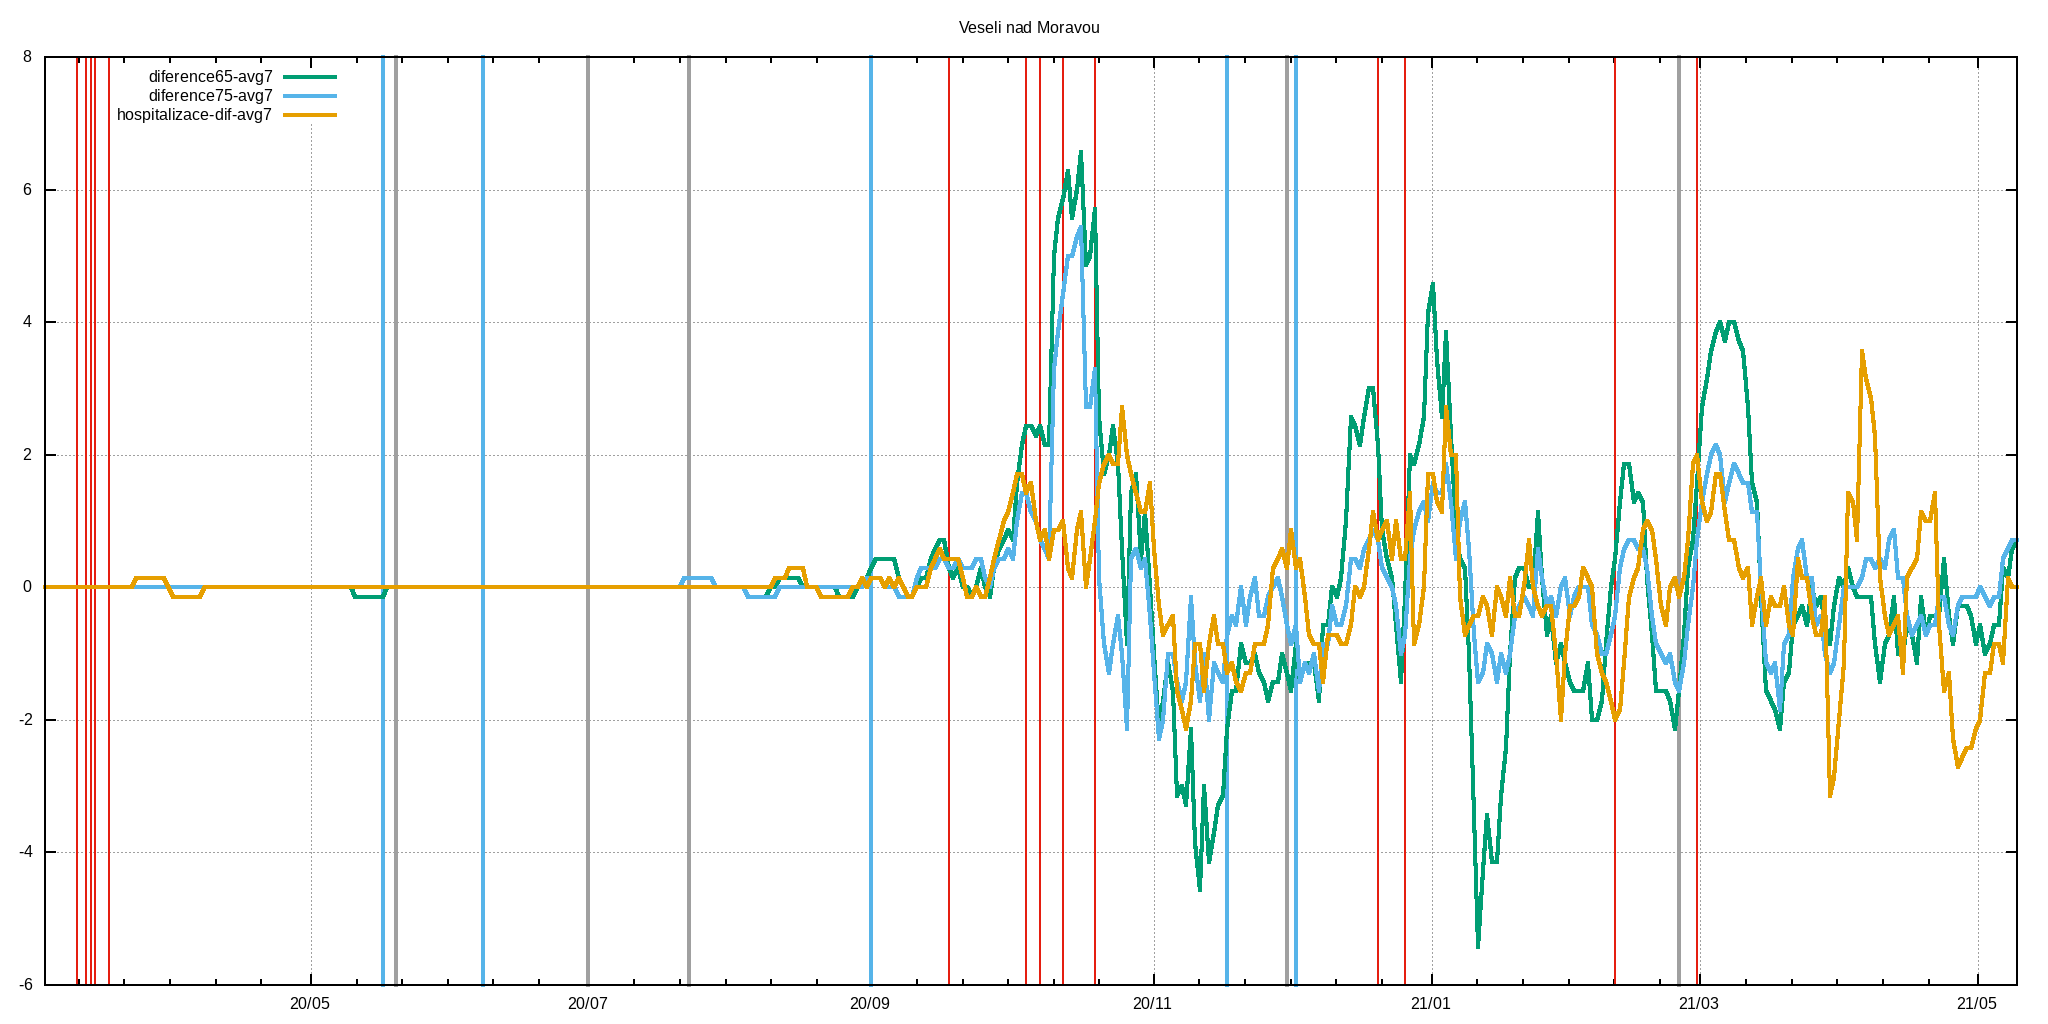 Veseli nad Moravou
8
diference65-avg7
diference75-avg7
hospitalizace-dif-avg7
6
4
2
0
-2
-4
-6
20/05 20/07 20/09 20/11 21/01 21/03 21/05